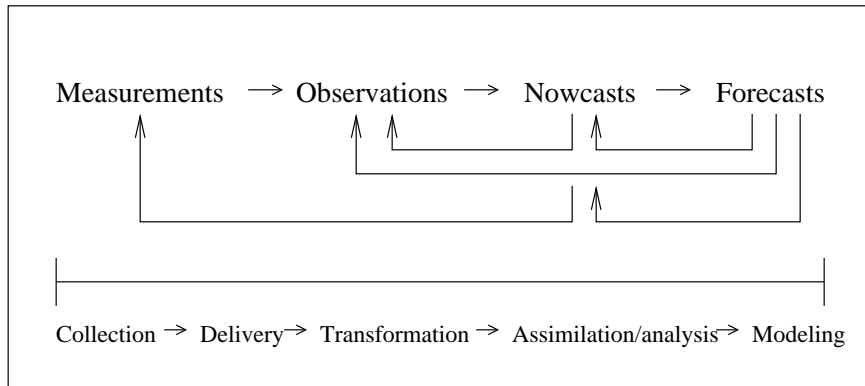 Measurements → Observations → Nowcasts → Forecasts
Collection → Delivery → Transformation → Assimilation/analysis → Modeling